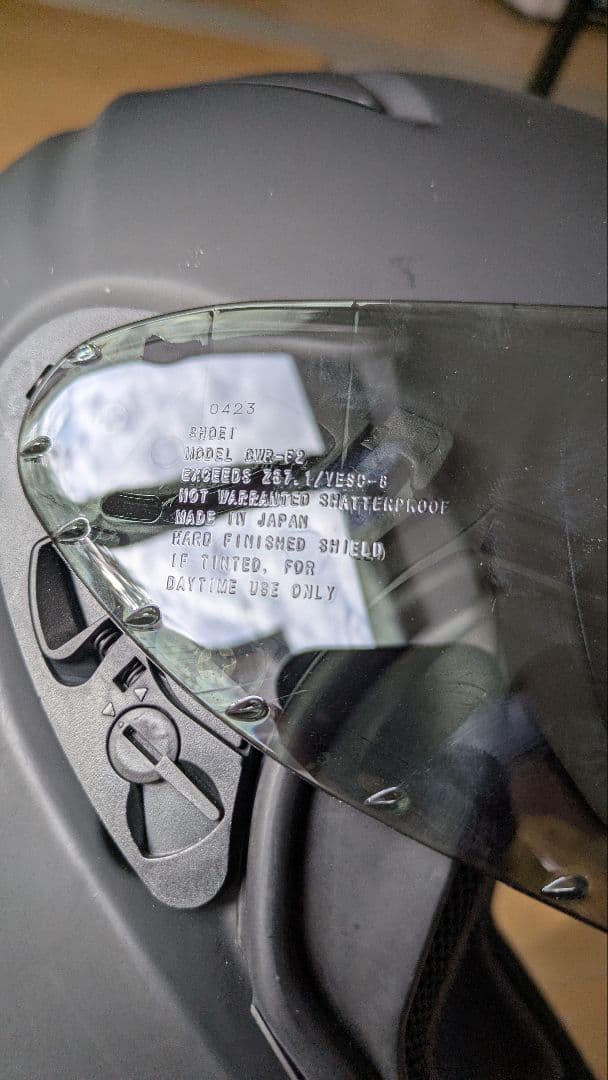 0423
SHOEI
MODEL CWR-F2
EXCEEDS Z87.1/VESC-8
NOT WARRANTED SHATTERPROOF
MADE IN JAPAN
HARD FINISHED SHIELD
IF TINTED, FOR
DAYTIME USE ONLY